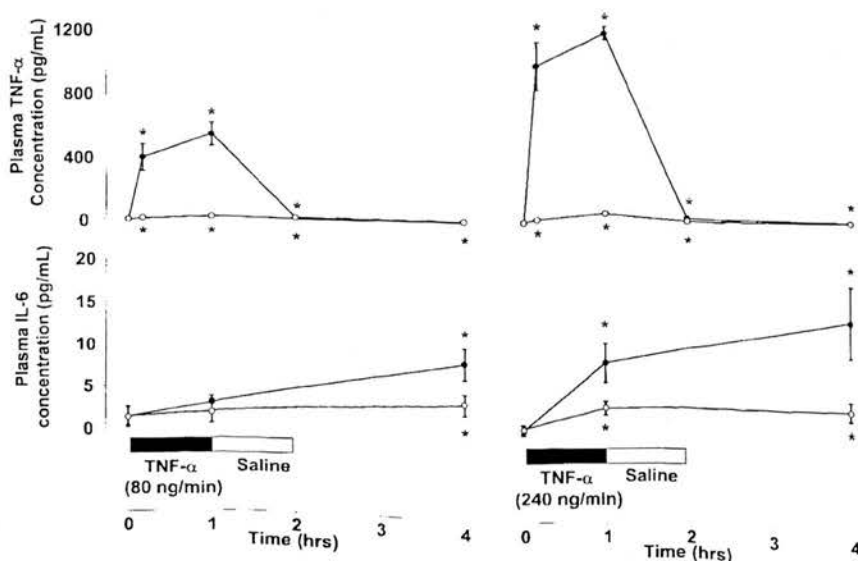 Plasma TNF-α
Concentration (pg/mL)
1200
800
400
0
* * * * * * *
* * * * * * *
Plasma IL-6
concentration (pg/mL)
20
15
10
5
0
* * *
* * *
TNF-α Saline
(80 ng/min)
TNF-α Saline
(240 ng/min)
0 1 2 3 4
Time (hrs)
0 1 2 3 4
Time (hrs)